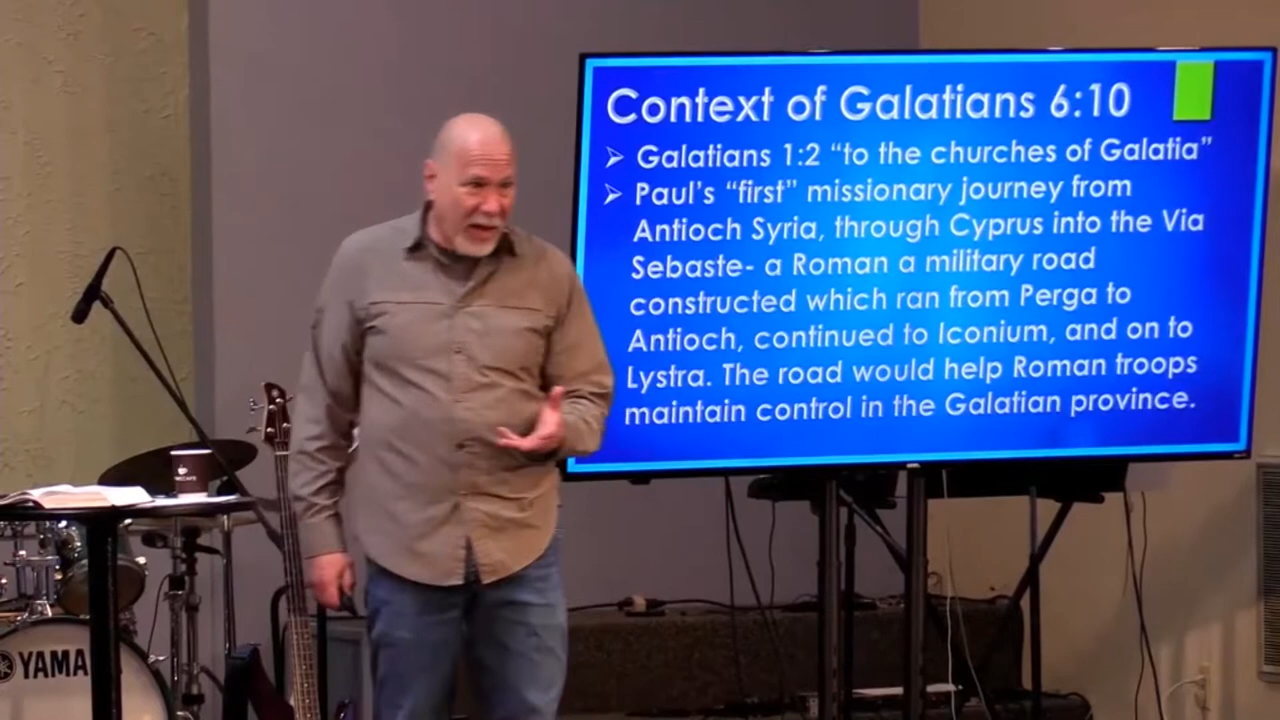 Context of Galatians 6:10
Galatians 1:2 “to the churches of Galatia”
Paul’s “first” missionary journey from
Antioch Syria, through Cyprus into the Via
Sebaste- a Roman a military road
constructed which ran from Perga to
Antioch, continued to Iconium, and on to
Lystra. The road would help Roman troops
maintain control in the Galatian province.
YAMA